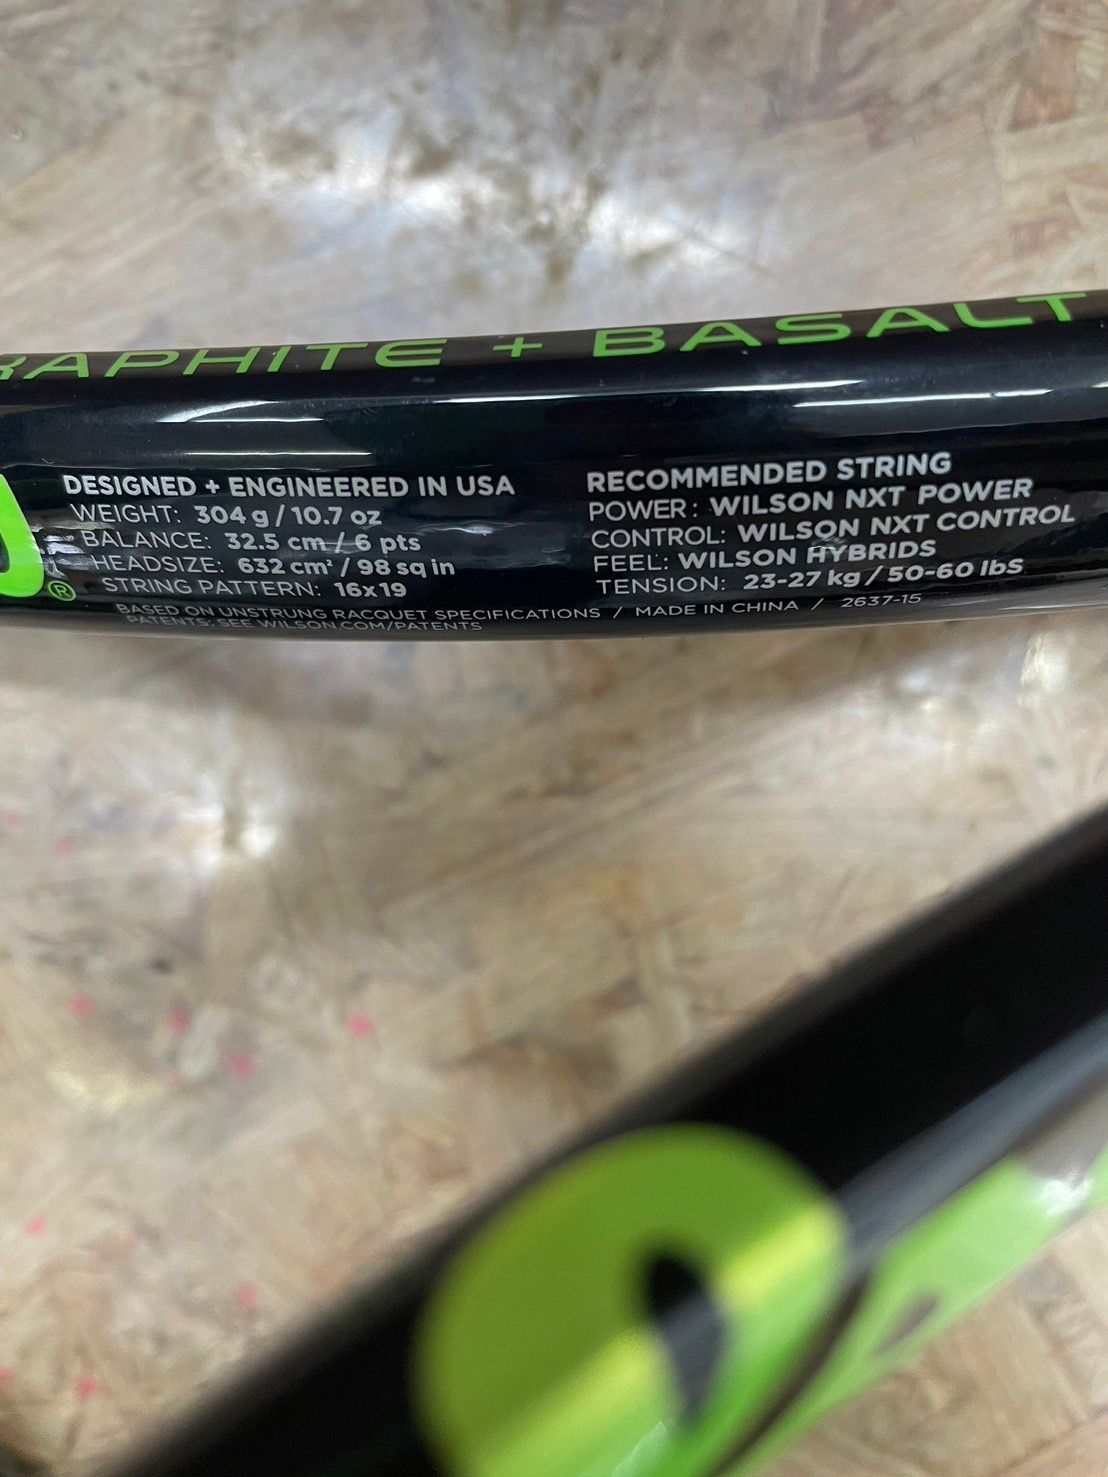 RAPHITE + BASALT
DESIGNED + ENGINEERED IN USA
WEIGHT: 304 g / 10.7 oz
BALANCE: 32.5 cm / 6 pts
HEADSIZE: 632 cm² / 98 sq in
STRING PATTERN: 16x19
RECOMMENDED STRING
POWER: WILSON NXT POWER
CONTROL: WILSON NXT CONTROL
FEEL: WILSON HYBRIDS
TENSION: 23-27 kg / 50-60 lbs
BASED ON UNSTRUNG RACQUET SPECIFICATIONS / MADE IN CHINA / 2637-15
PATENTS: SEE WILSON.COM/PATENTS
®